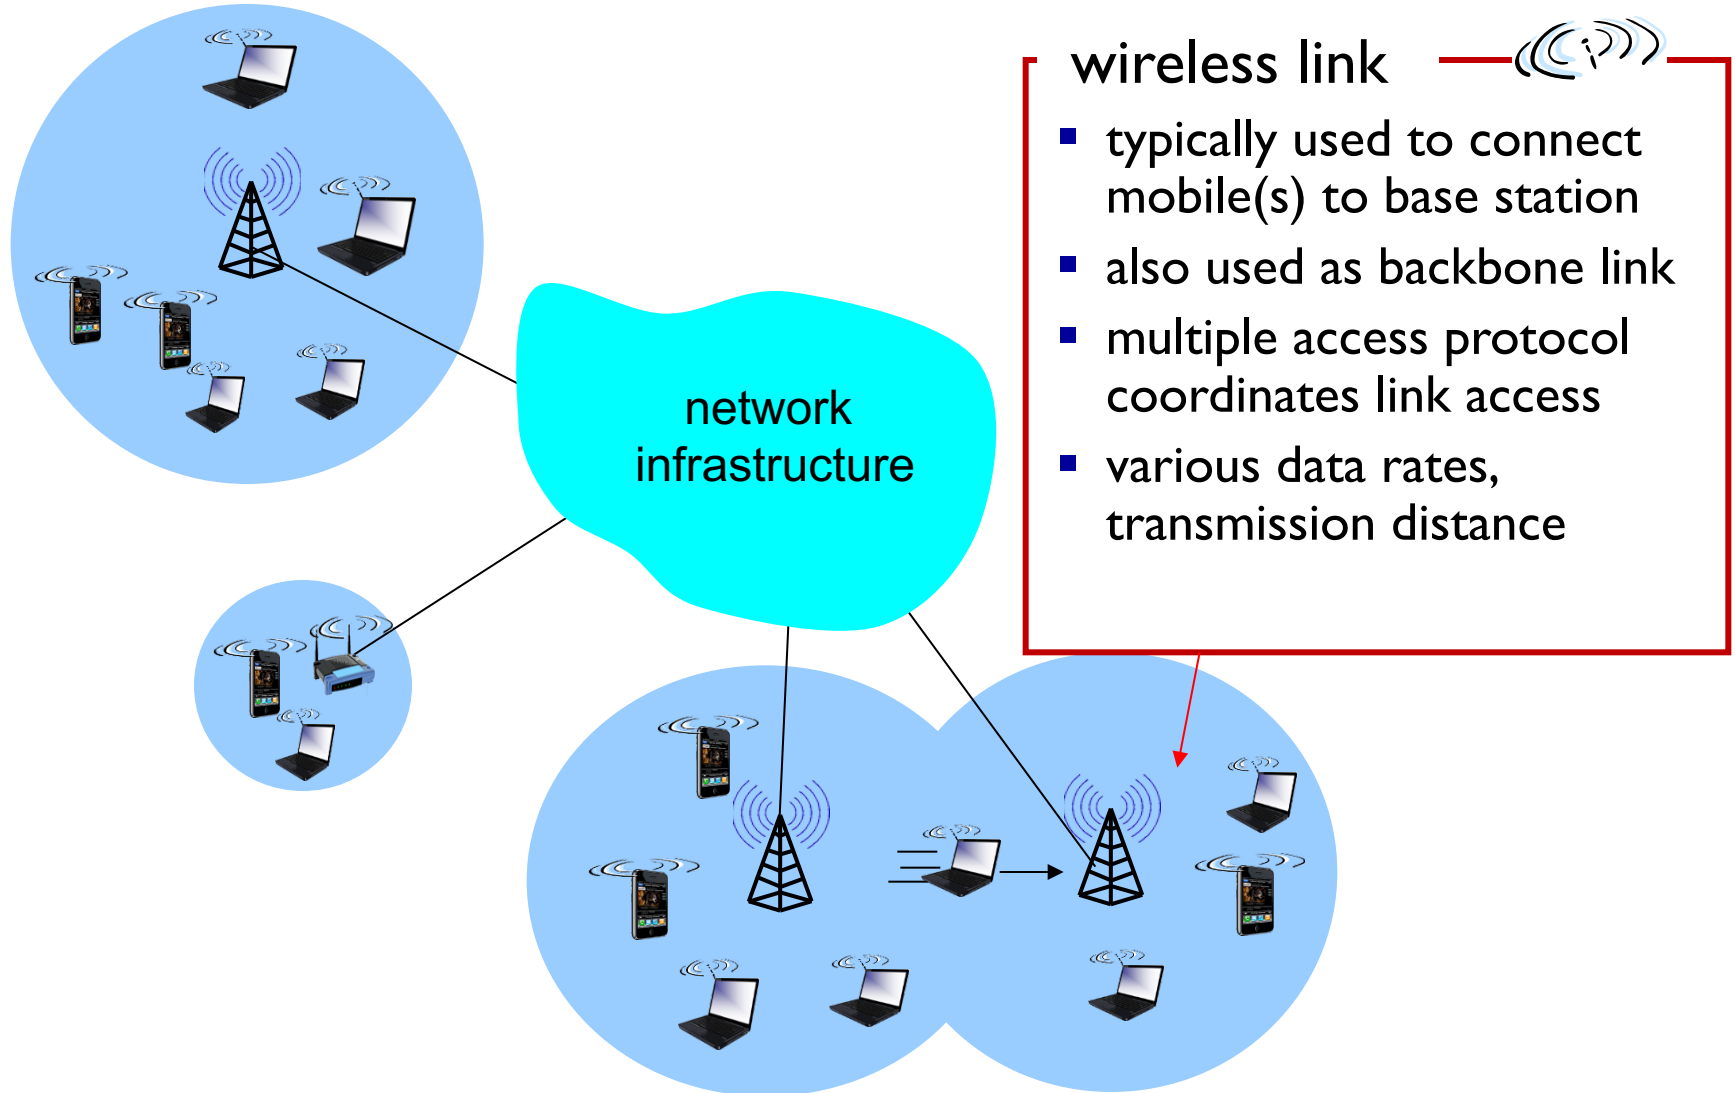 wireless link
▪ typically used to connect
mobile(s) to base station
▪ also used as backbone link
▪ multiple access protocol
coordinates link access
▪ various data rates,
transmission distance
network
infrastructure